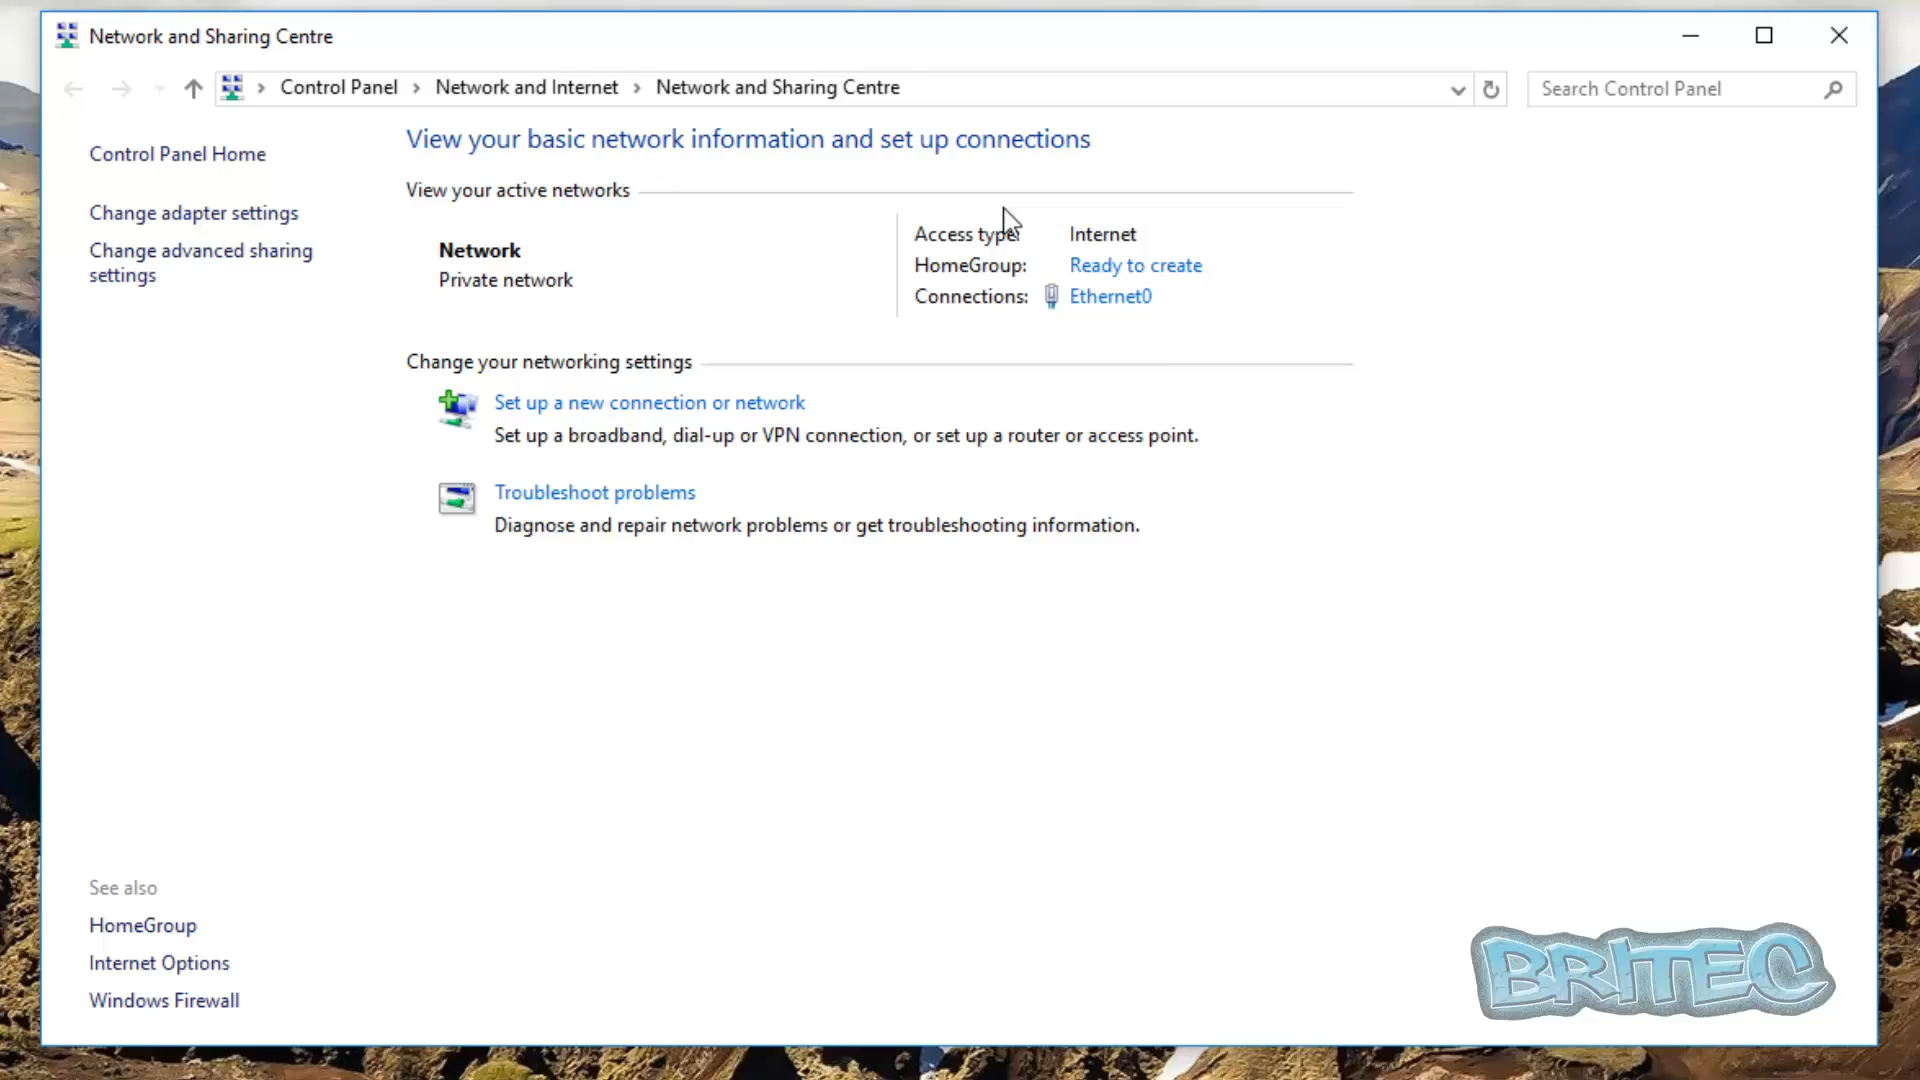 Network and Sharing Centre
Control Panel > Network and Internet > Network and Sharing Centre
Search Control Panel
Control Panel Home
Change adapter settings
Change advanced sharing
settings
View your basic network information and set up connections
View your active networks
Network
Private network
Access type: Internet
HomeGroup: Ready to create
Connections: Ethernet0
Change your networking settings
Set up a new connection or network
Set up a broadband, dial-up or VPN connection, or set up a router or access point.
Troubleshoot problems
Diagnose and repair network problems or get troubleshooting information.
See also
HomeGroup
Internet Options
Windows Firewall
BRITEC